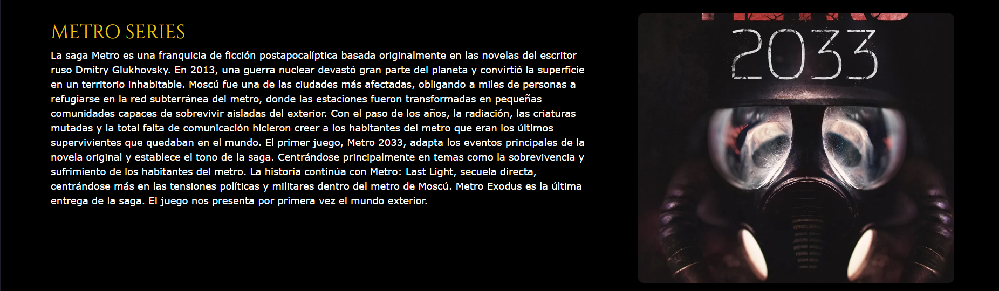 METRO SERIES
La saga Metro es una franquicia de ficción postapocalíptica basada originalmente en las novelas del escritor
ruso Dmitry Glukhovsky. En 2013, una guerra nuclear devastó gran parte del planeta y convirtió la superficie
en un territorio inhabitable. Moscú fue una de las ciudades más afectadas, obligando a miles de personas a
refugiarse en la red subterránea del metro, donde las estaciones fueron transformadas en pequeñas
comunidades capaces de sobrevivir aisladas del exterior. Con el paso de los años, la radiación, las criaturas
mutadas y la total falta de comunicación hicieron creer a los habitantes del metro que eran los últimos
supervivientes que quedaban en el mundo. El primer juego, Metro 2033, adapta los eventos principales de la
novela original y establece el tono de la saga. Centrándose principalmente en temas como la sobrevivencia y
sufrimiento de los habitantes del metro. La historia continúa con Metro: Last Light, secuela directa,
centrándose más en las tensiones políticas y militares dentro del metro de Moscú. Metro Exodus es la última
entrega de la saga. El juego nos presenta por primera vez el mundo exterior.
2033